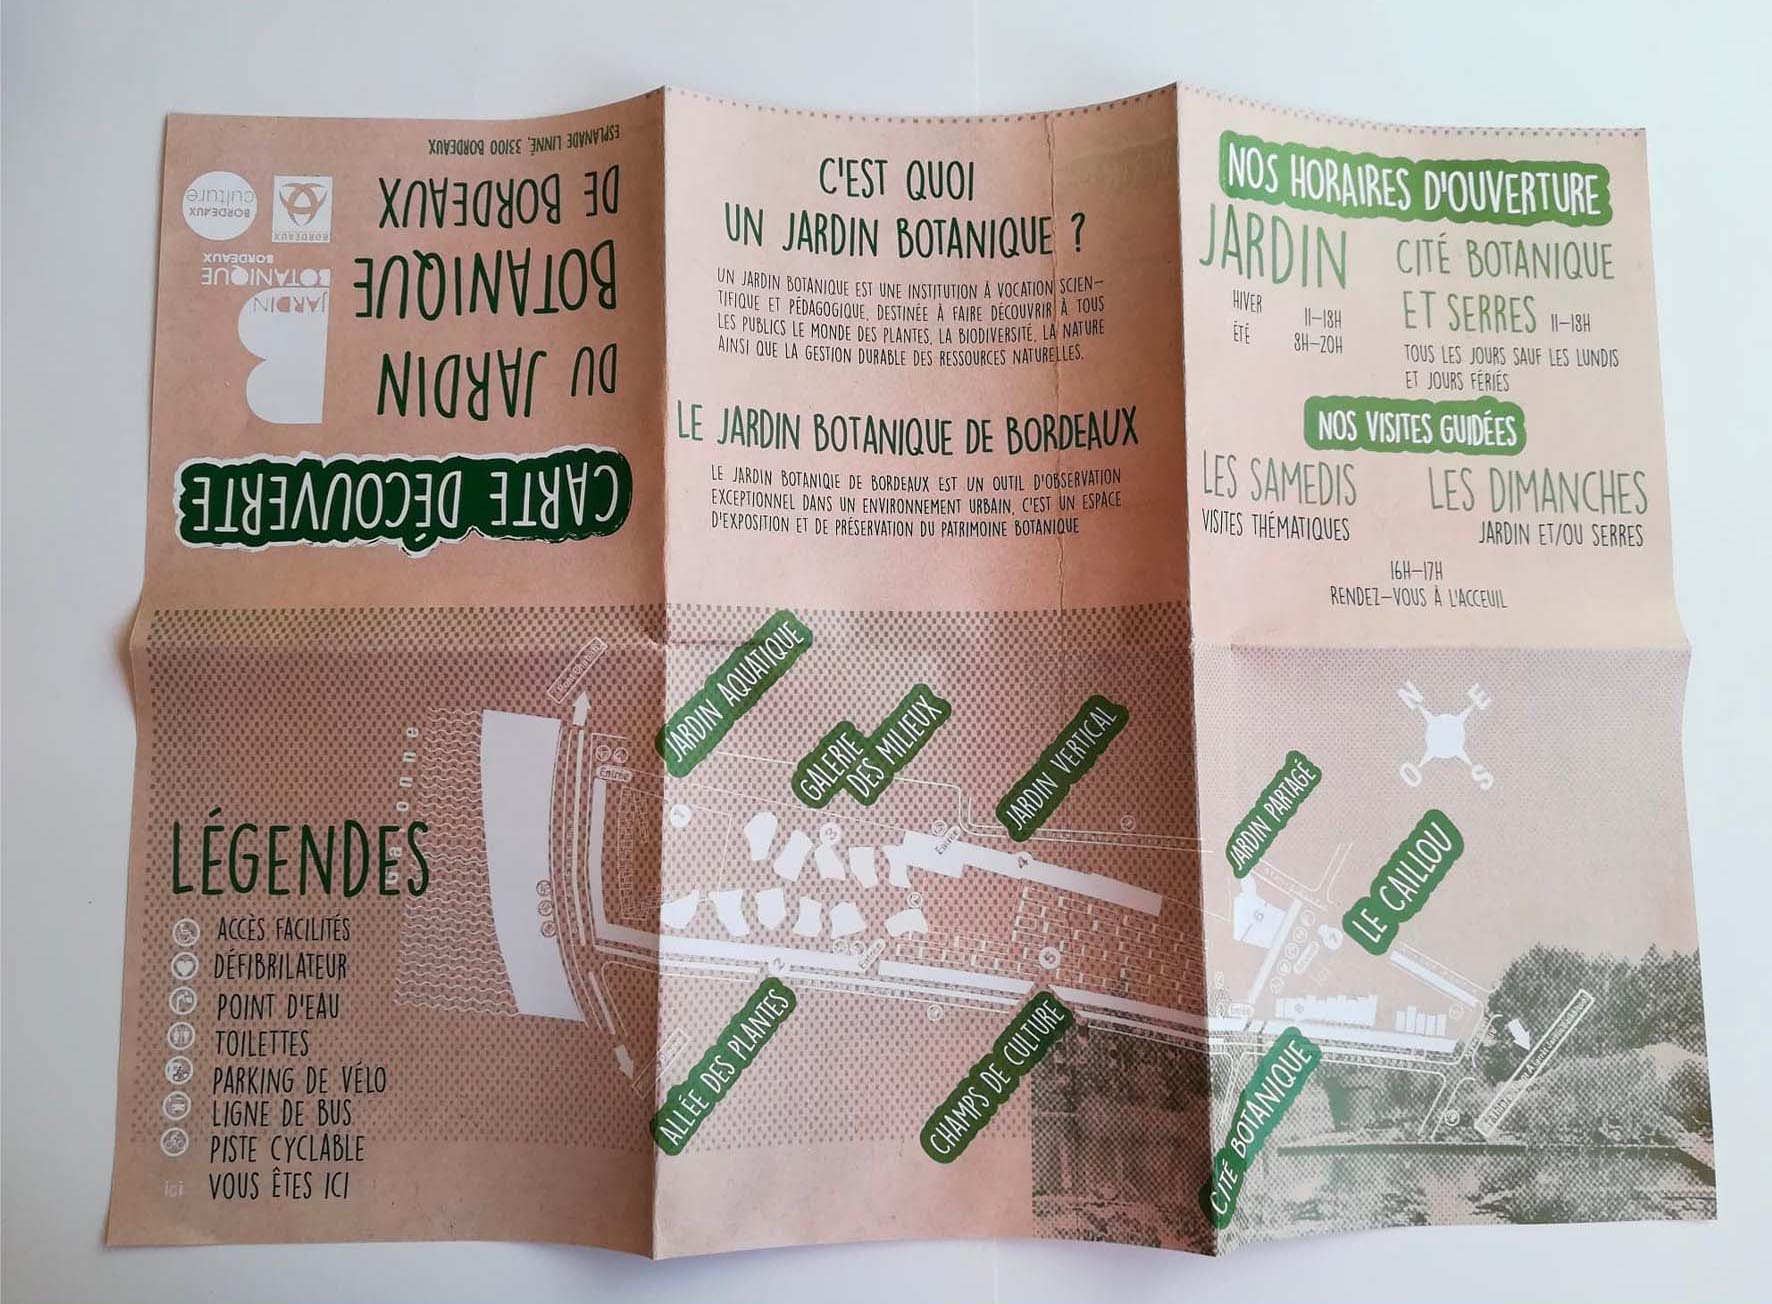 CARTE DÉCOUVERTE
DU JARDIN
BOTANIQUE
DE BORDEAUX
ESPLANADE LINNÉ, 33100 BORDEAUX
JARDIN
BOTANIQUE
BORDEAUX
BORDEAUX
BORDEAUX
culture
C'EST QUOI
UN JARDIN BOTANIQUE ?
UN JARDIN BOTANIQUE EST UNE INSTITUTION À VOCATION SCIEN-
TIFIQUE ET PÉDAGOGIQUE, DESTINÉE À FAIRE DÉCOUVRIR À TOUS
LES PUBLICS LE MONDE DES PLANTES, LA BIODIVERSITÉ, LA NATURE
AINSI QUE LA GESTION DURABLE DES RESSOURCES NATURELLES.
LE JARDIN BOTANIQUE DE BORDEAUX
LE JARDIN BOTANIQIE DE BORDEAUX EST UN OUTIL D'OBSERVATION
EXCEPTIONNEL DANS UN ENVIRONNEMENT URBAIN, C'EST UN ESPACE
D'EXPOSITION ET DE PRÉSERVATION DU PATRIMOINE BOTANIQUE
NOS HORAIRES D'OUVERTURE
JARDIN
HIVER 11-18H
ÉTÉ 8H-20H
CITÉ BOTANIQUE
ET SERRES 11-18H
TOUS LES JOURS SAUF LES LUNDIS
ET JOURS FÉRIÉS
NOS VISITES GUIDÉES
LES SAMEDIS
VISITES THÉMATIQUES
LES DIMANCHES
JARDIN ET/OU SERRES
16H-17H
RENDEZ-VOUS À L'ACCEUIL
LÉGENDES
ACCÈS FACILITÉS
DÉFIBRILATEUR
POINT D'EAU
TOILETTES
PARKING DE VÉLO
LIGNE DE BUS
PISTE CYCLABLE
ici VOUS ÊTES ICI
Entrée
JARDIN AQUATIQUE
GALERIE
DES MILIEUX
JARDIN VERTICAL
JARDIN PARTAGÉ
LE CAILLOU
ALLÉE DES PLANTES
CHAMPS DE CULTURE
CITÉ BOTANIQUE
1
2
3
4
5
6
Entrée
N
E
S
O